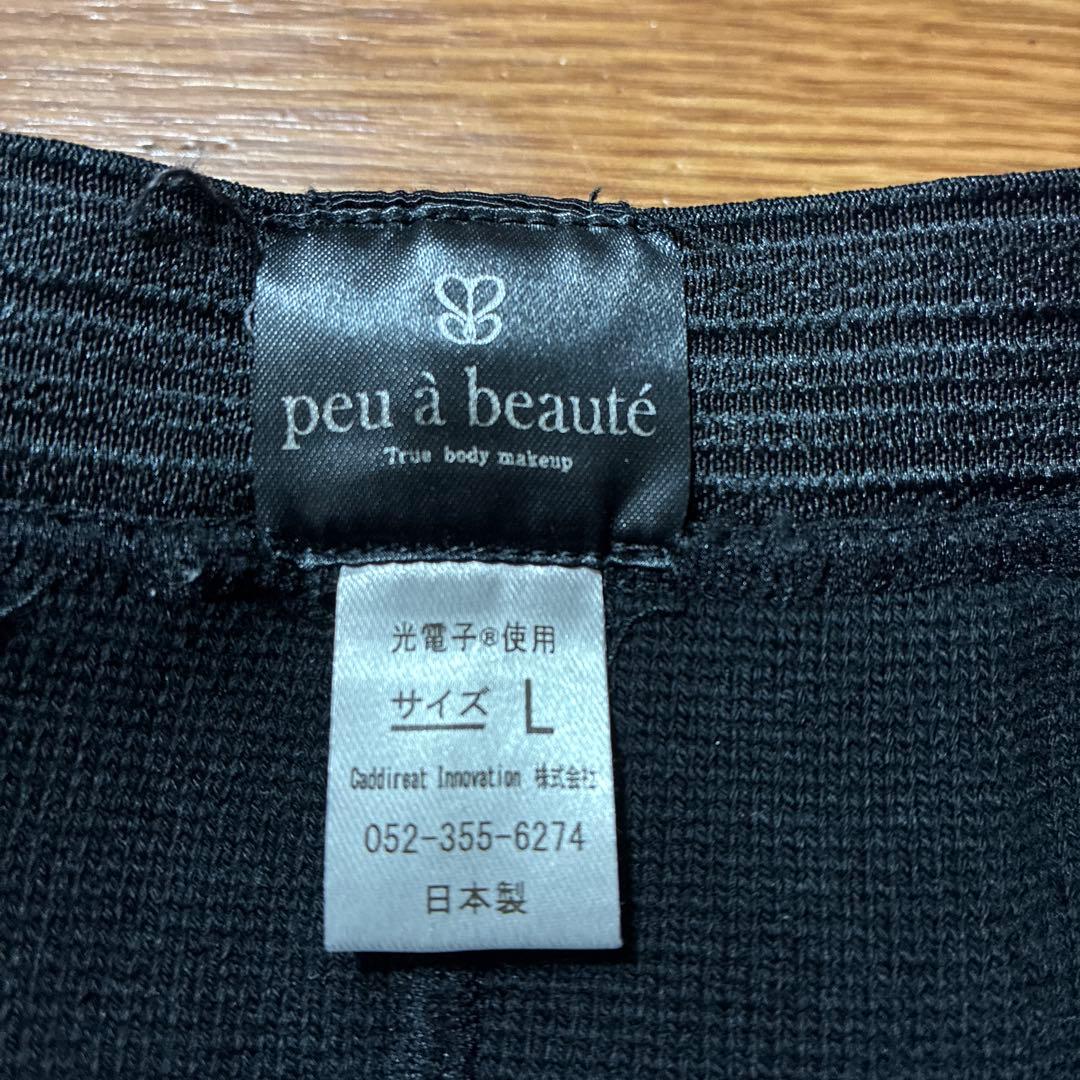 peu à beauté
True body makeup
光電子®使用
サイズ L
Caddireat Innovation 株式会社
052-355-6274
日本製